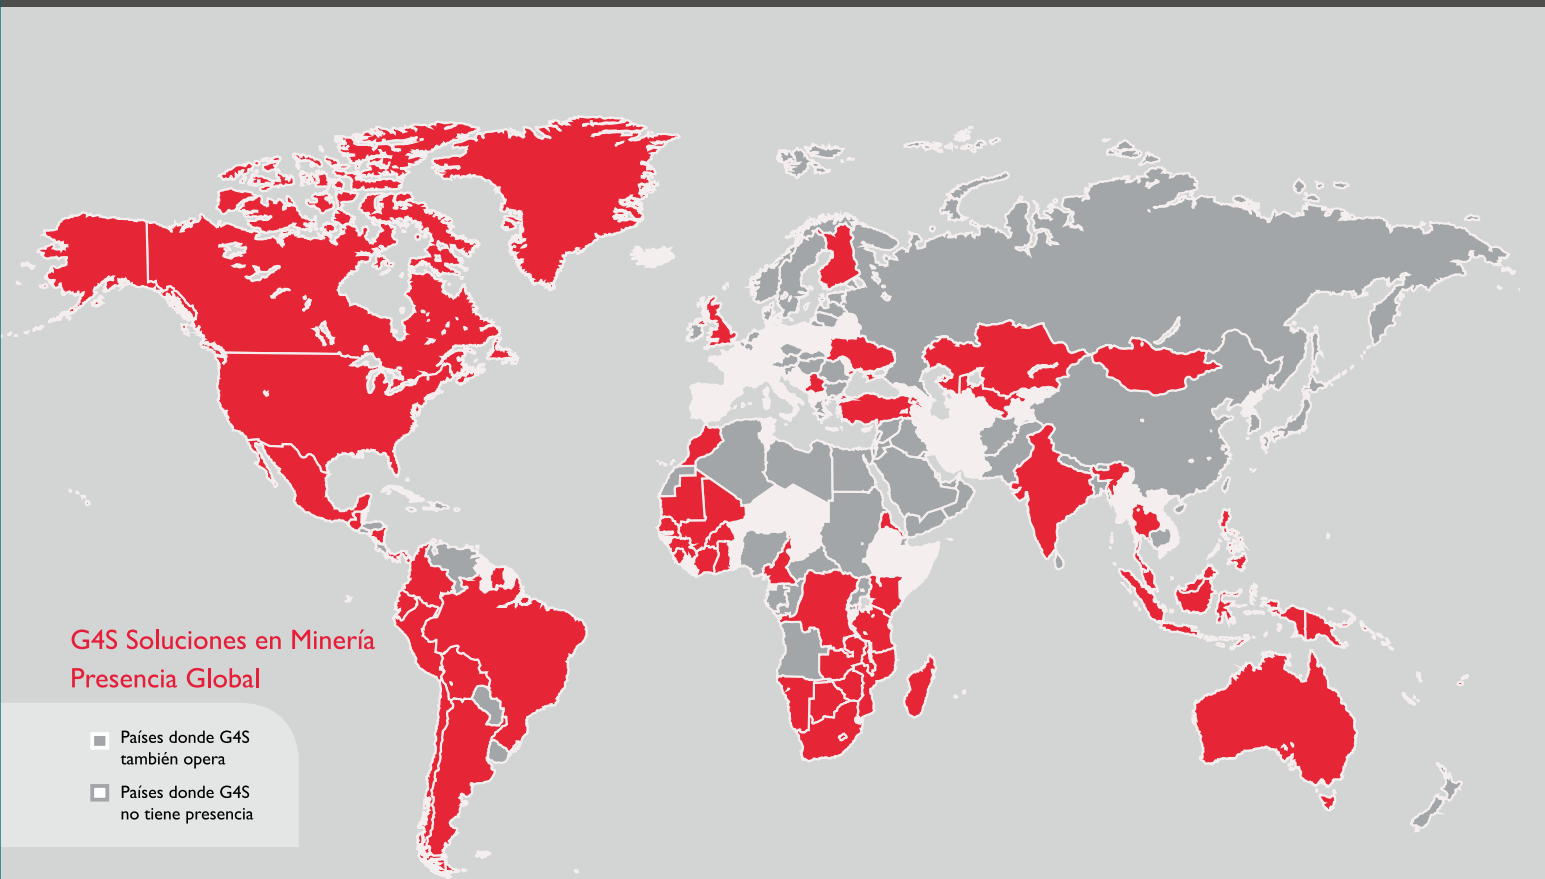 G4S Soluciones en Minería
Presencia Global
Países donde G4S
también opera
Países donde G4S
no tiene presencia